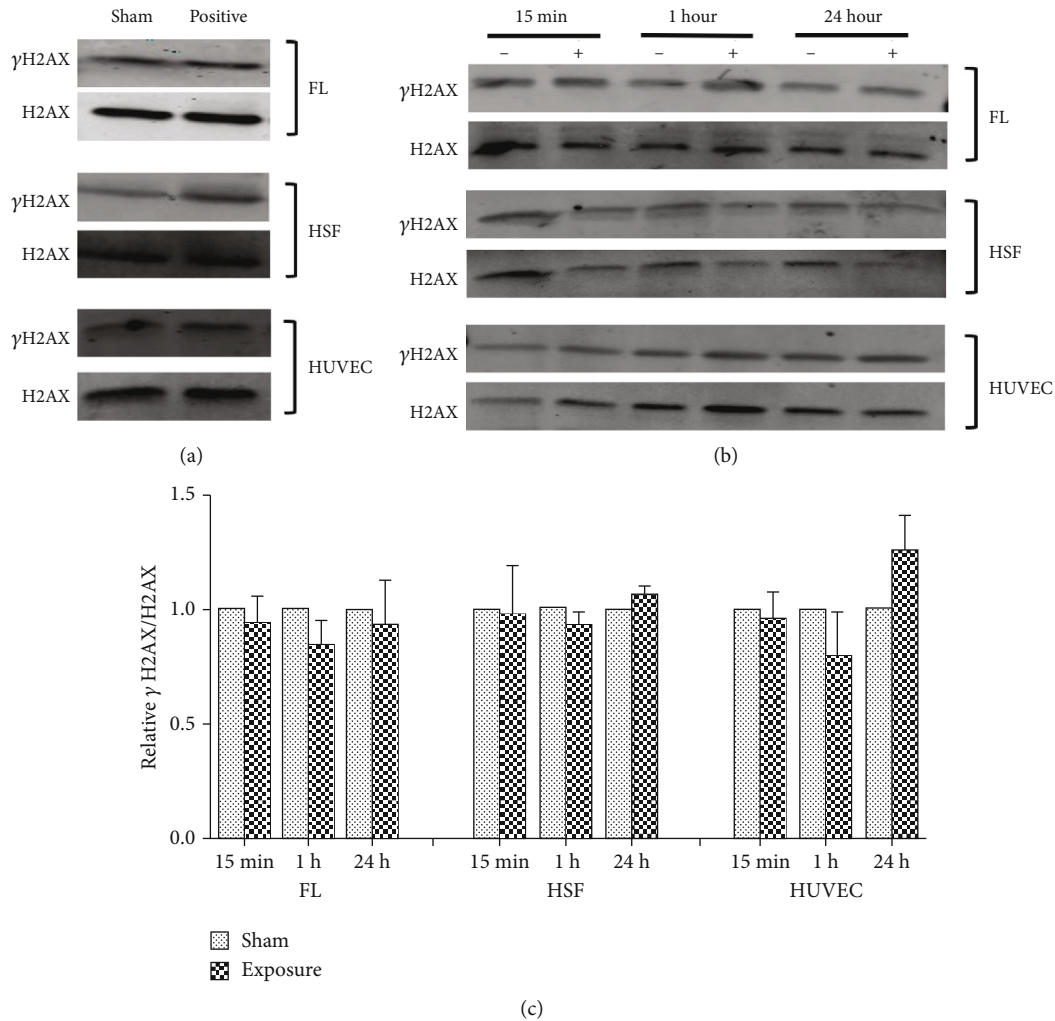 Sham Positive
γH2AX
H2AX
FL
γH2AX
H2AX
HSF
γH2AX
H2AX
HUVEC
(a)
15 min 1 hour 24 hour
– + – + – +
γH2AX
H2AX
FL
γH2AX
H2AX
HSF
γH2AX
H2AX
HUVEC
(b)
Relative γ H2AX/H2AX
1.5
1.0
0.5
0.0
15 min 1 h 24 h 15 min 1 h 24 h 15 min 1 h 24 h
FL HSF HUVEC
Sham
Exposure
(c)